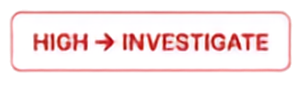 HIGH → INVESTIGATE